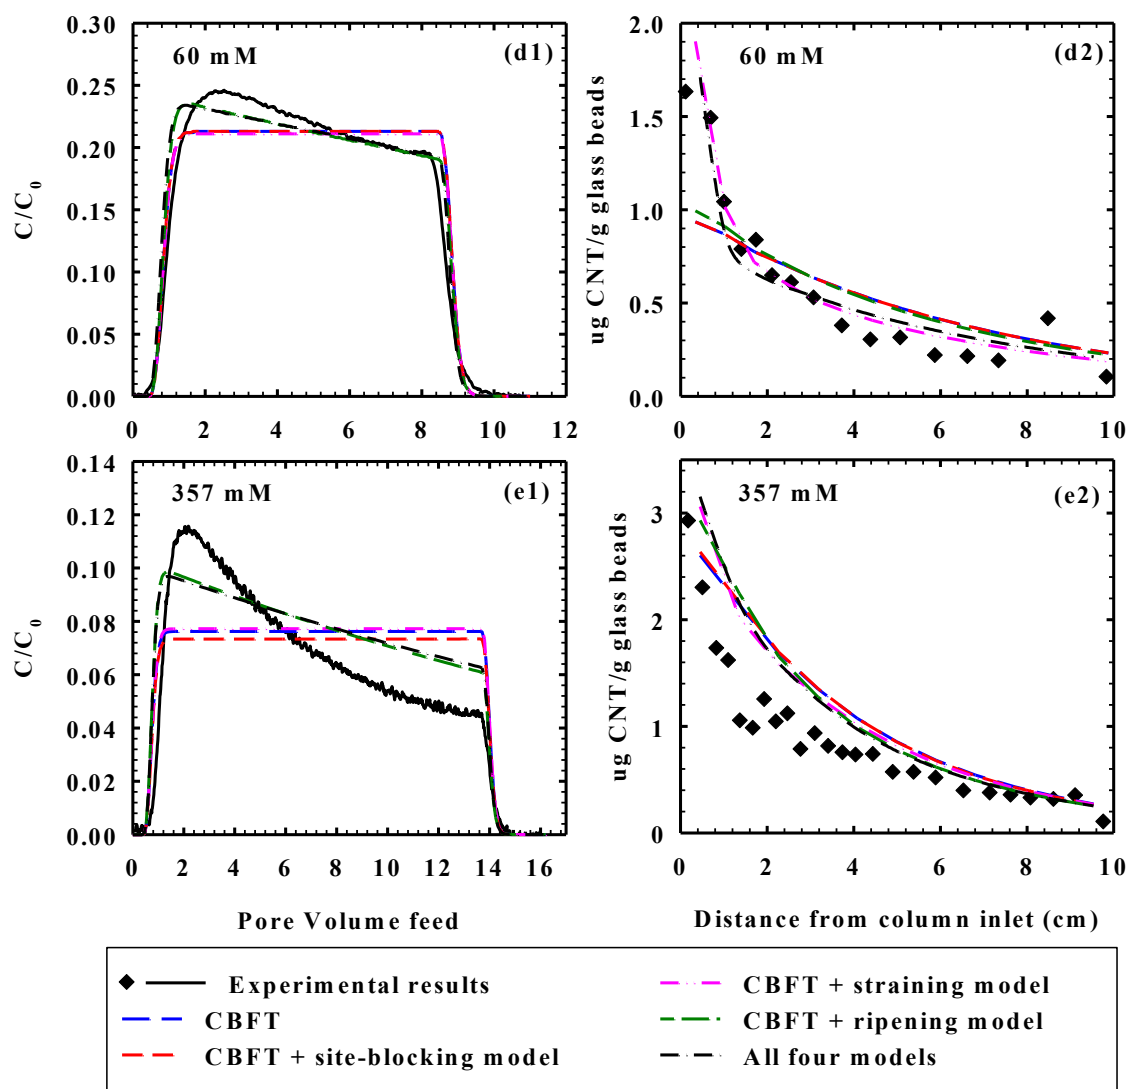 60 mM (d1)
C/C0
0.30
0.25
0.20
0.15
0.10
0.05
0.00
0 2 4 6 8 10 12
60 mM (d2)
ug CNT/g glass beads
2.0
1.5
1.0
0.5
0.0
0 2 4 6 8 10
357 mM (e1)
C/C0
0.14
0.12
0.10
0.08
0.06
0.04
0.02
0.00
0 2 4 6 8 10 12 14 16
Pore Volume feed
357 mM (e2)
ug CNT/g glass beads
3
2
1
0
0 2 4 6 8 10
Distance from column inlet (cm)
Experimental results
CBFT
CBFT + site-blocking model
CBFT + straining model
CBFT + ripening model
All four models